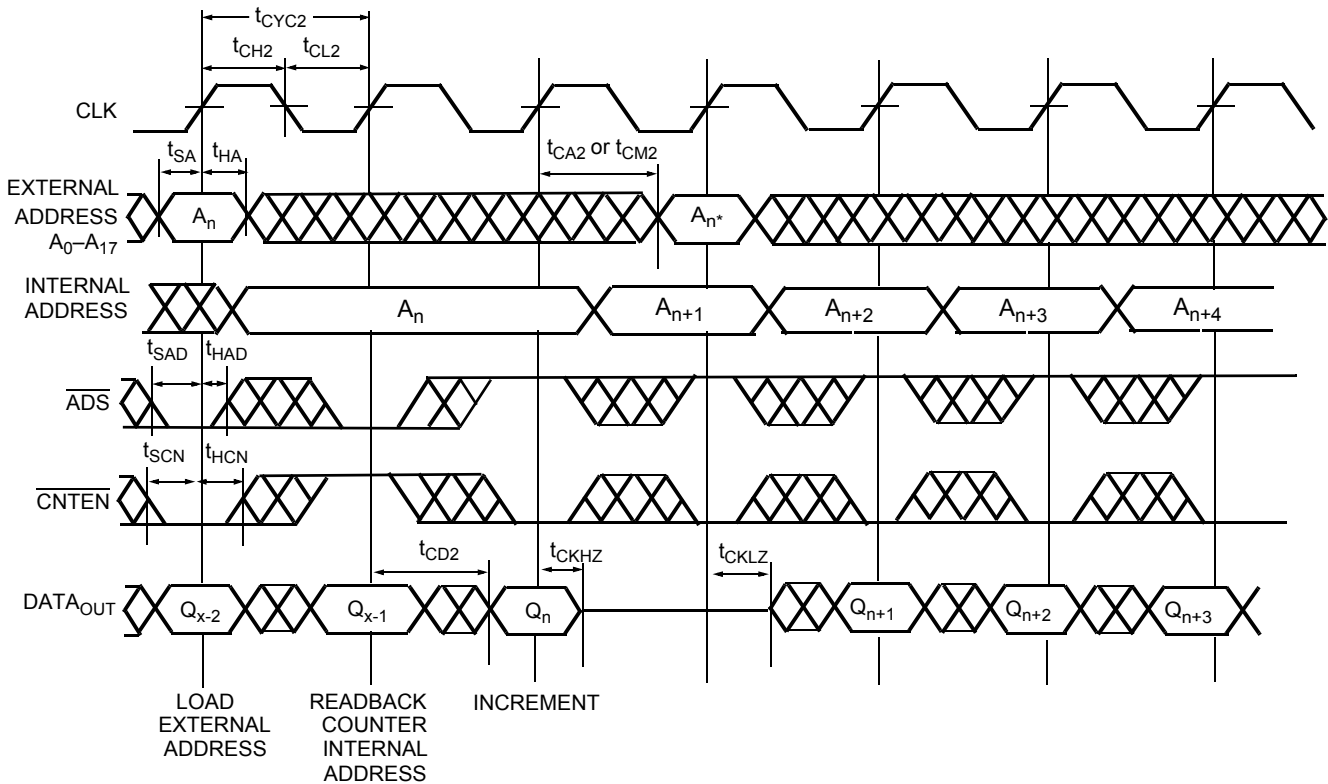 tCYC2
tCH2 tCL2
CLK
tSA tHA tCA2 or tCM2
EXTERNAL
ADDRESS
A0–A17
An An*
INTERNAL
ADDRESS
An An+1 An+2 An+3 An+4
tSAD tHAD
ADS
tSCN tHCN
CNTEN
tCD2 tCKHZ tCKLZ
DATAOUT Qx-2 Qx-1 Qn Qn+1 Qn+2 Qn+3
LOAD
EXTERNAL
ADDRESS
READBACK
COUNTER
INTERNAL
ADDRESS
INCREMENT